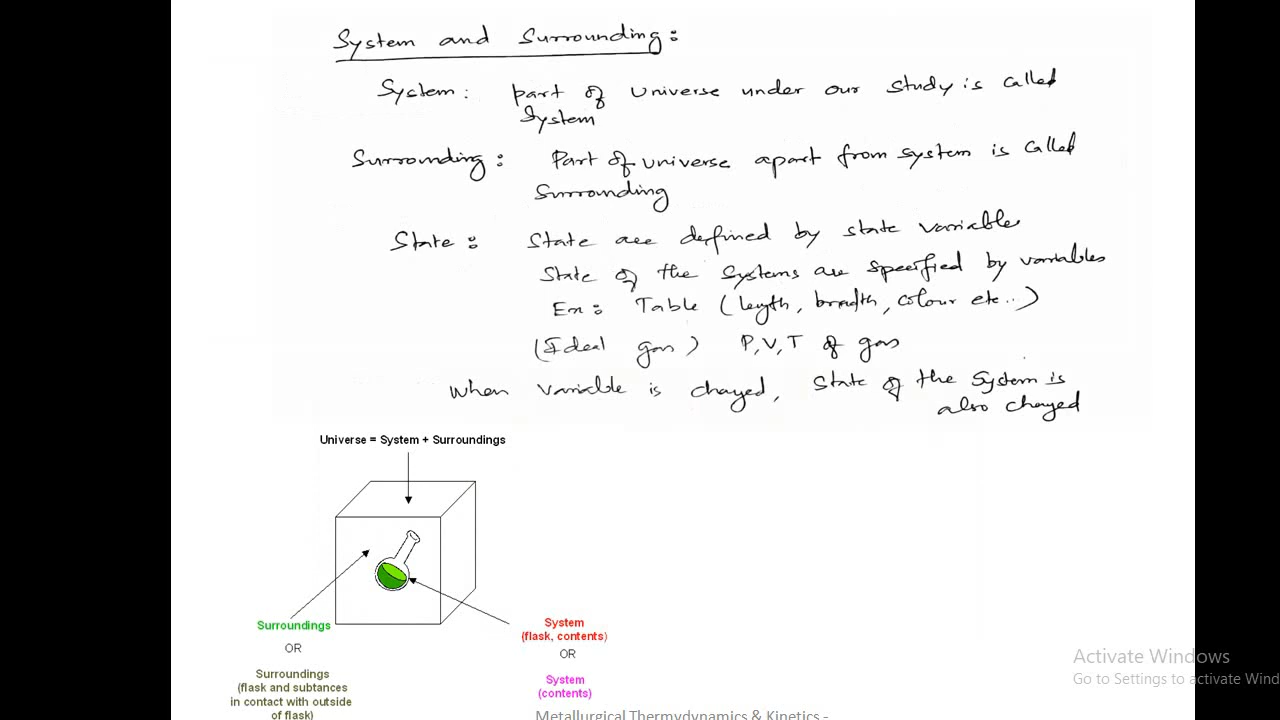 System and Surrounding:
System: part of universe under our study is called
System
Surrounding: Part of universe apart from system is called
Surrounding
State: State are defined by state variables
State of the systems are specified by variables
Ex: Table (length, breadth, colour etc..)
(Ideal gas) P,V,T of gas
When variable is changed, State of the system is
also changed
Universe = System + Surroundings
Surroundings
OR
Surroundings
(flask and subtances
in contact with outside
of flask)
System
(flask, contents)
OR
System
(contents)
Activate Windows
Go to Settings to activate Wind
Metallurgical Thermydynamics & Kinetics -